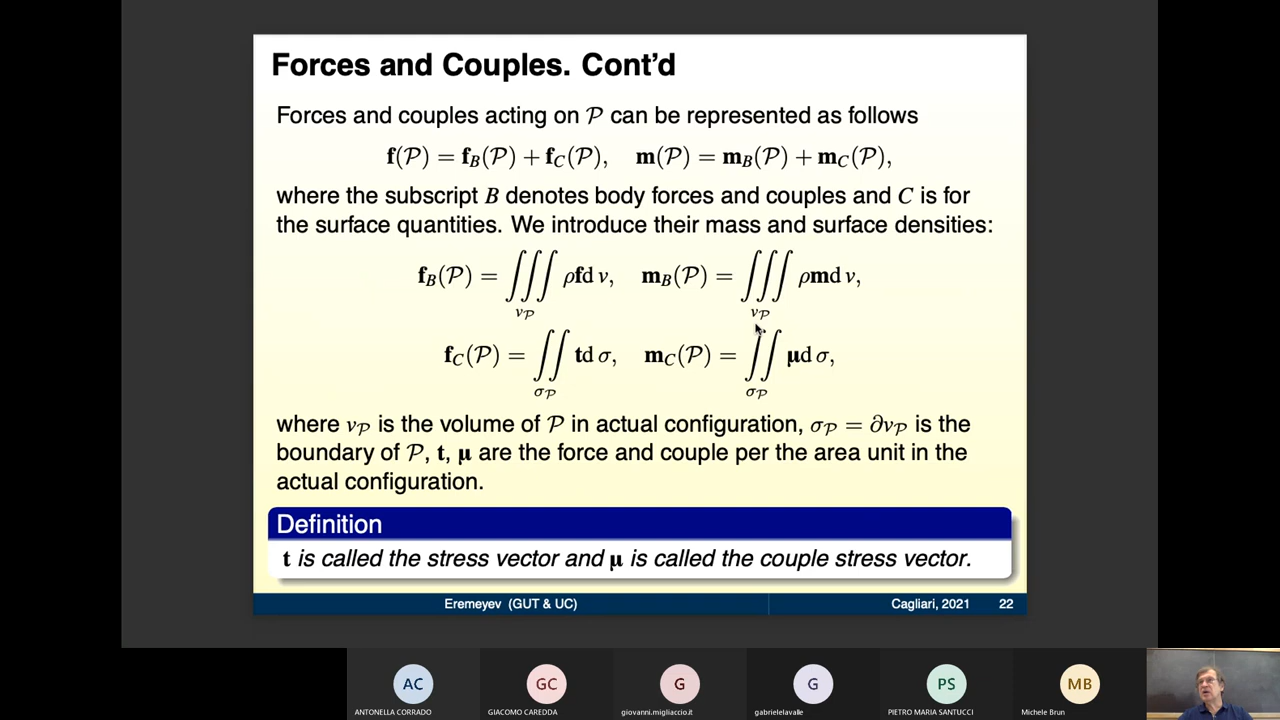 Forces and Couples. Cont'd
Forces and couples acting on 𝒫 can be represented as follows
f(𝒫) = f_B(𝒫) + f_C(𝒫), m(𝒫) = m_B(𝒫) + m_C(𝒫),
where the subscript B denotes body forces and couples and C is for
the surface quantities. We introduce their mass and surface densities:
f_B(𝒫) = ∭_{v_𝒫} ρf d v, m_B(𝒫) = ∭_{v_𝒫} ρm d v,
f_C(𝒫) = ∬_{σ_𝒫} t d σ, m_C(𝒫) = ∬_{σ_𝒫} μ d σ,
where v_𝒫 is the volume of 𝒫 in actual configuration, σ_𝒫 = ∂v_𝒫 is the
boundary of 𝒫, t, μ are the force and couple per the area unit in the
actual configuration.
Definition
t is called the stress vector and μ is called the couple stress vector.
Eremeyev (GUT & UC) Cagliari, 2021 22
AC GC G G PS MB
ANTONELLA CORRADO GIACOMO CAREDDA giovanni.migliaccio.it gabrielelavalle PIETRO MARIA SANTUCCI Michele Brun